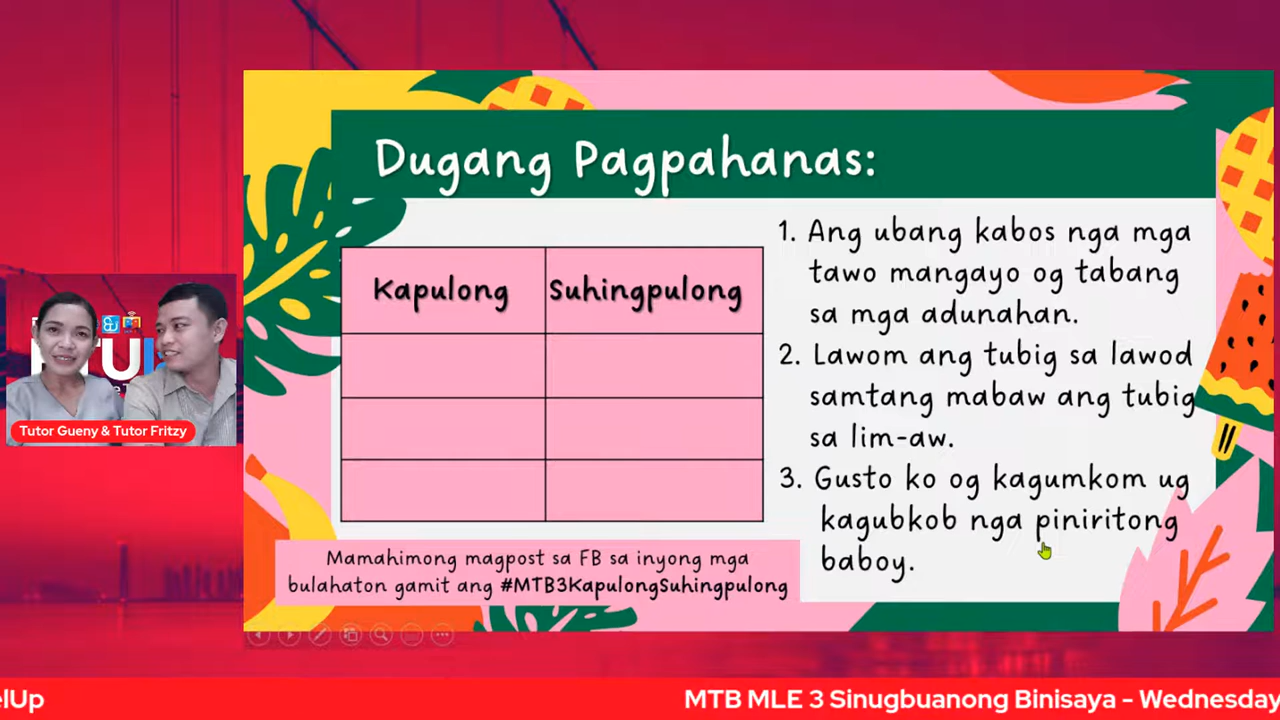 Dugang Pagpahanas:
Kapulong
Suhingpulong
1. Ang ubang kabos nga mga
tawo mangayo og tabang
sa mga adunahan.
2. Lawom ang tubig sa lawod
samtang mabaw ang tubig
sa lim-aw.
3. Gusto ko og kagumkom ug
kagubkob nga piniritong
baboy.
Mamahimong magpost sa FB sa inyong mga
bulahaton gamit ang #MTB3KapulongSuhingpulong
Tutor Gueny & Tutor Fritzy
elUp
MTB MLE 3 Sinugbuanong Binisaya - Wednesday